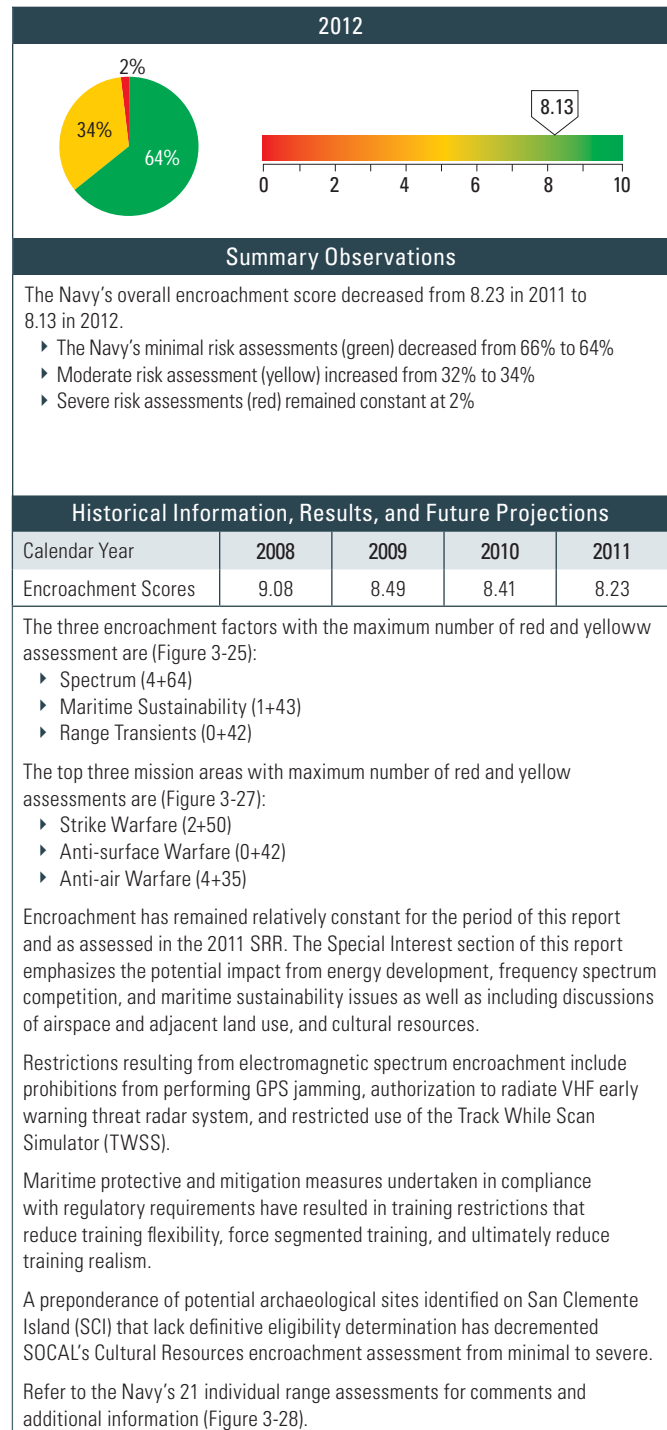 2012
2%
34%
64%
8.13
0 2 4 6 8 10
Summary Observations
The Navy's overall encroachment score decreased from 8.23 in 2011 to
8.13 in 2012.
‣ The Navy's minimal risk assessments (green) decreased from 66% to 64%
‣ Moderate risk assessment (yellow) increased from 32% to 34%
‣ Severe risk assessments (red) remained constant at 2%
Historical Information, Results, and Future Projections
Calendar Year 2008 2009 2010 2011
Encroachment Scores 9.08 8.49 8.41 8.23
The three encroachment factors with the maximum number of red and yelloww
assessment are (Figure 3-25):
‣ Spectrum (4+64)
‣ Maritime Sustainability (1+43)
‣ Range Transients (0+42)
The top three mission areas with maximum number of red and yellow
assessments are (Figure 3-27):
‣ Strike Warfare (2+50)
‣ Anti-surface Warfare (0+42)
‣ Anti-air Warfare (4+35)
Encroachment has remained relatively constant for the period of this report
and as assessed in the 2011 SRR. The Special Interest section of this report
emphasizes the potential impact from energy development, frequency spectrum
competition, and maritime sustainability issues as well as including discussions
of airspace and adjacent land use, and cultural resources.
Restrictions resulting from electromagnetic spectrum encroachment include
prohibitions from performing GPS jamming, authorization to radiate VHF early
warning threat radar system, and restricted use of the Track While Scan
Simulator (TWSS).
Maritime protective and mitigation measures undertaken in compliance
with regulatory requirements have resulted in training restrictions that
reduce training flexibility, force segmented training, and ultimately reduce
training realism.
A preponderance of potential archaeological sites identified on San Clemente
Island (SCI) that lack definitive eligibility determination has decremented
SOCAL's Cultural Resources encroachment assessment from minimal to severe.
Refer to the Navy's 21 individual range assessments for comments and
additional information (Figure 3-28).